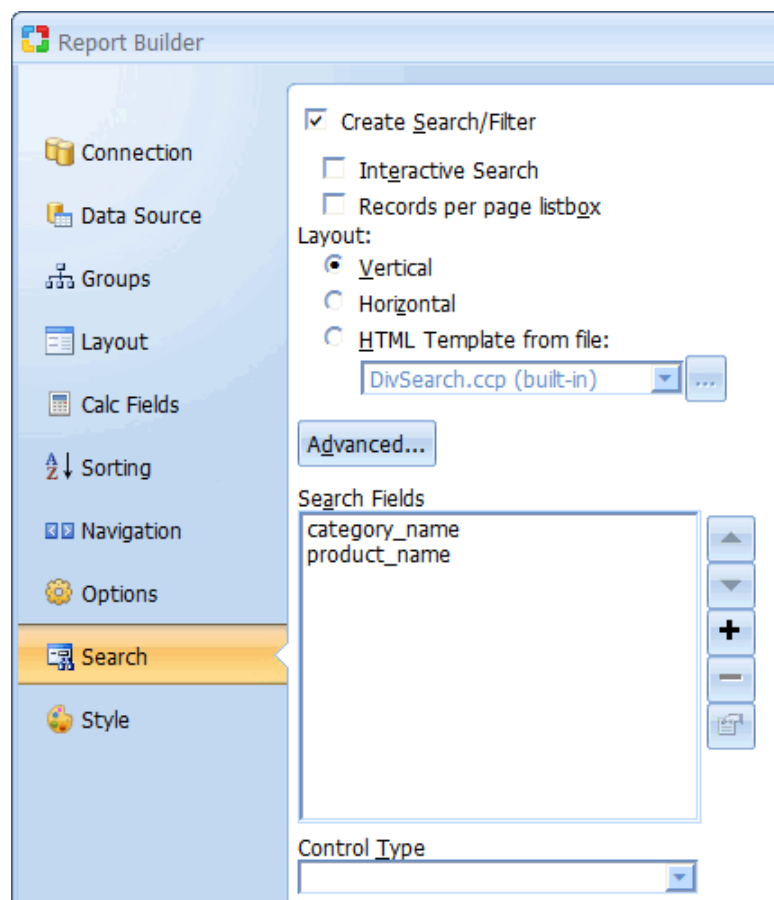 Report Builder
Connection
Data Source
Groups
Layout
Calc Fields
Sorting
Navigation
Options
Search
Style
Create Search/Filter
Interactive Search
Records per page listbox
Layout:
Vertical
Horizontal
HTML Template from file:
DivSearch.ccp (built-in)
...
Advanced...
Search Fields
category_name
product_name
Control Type